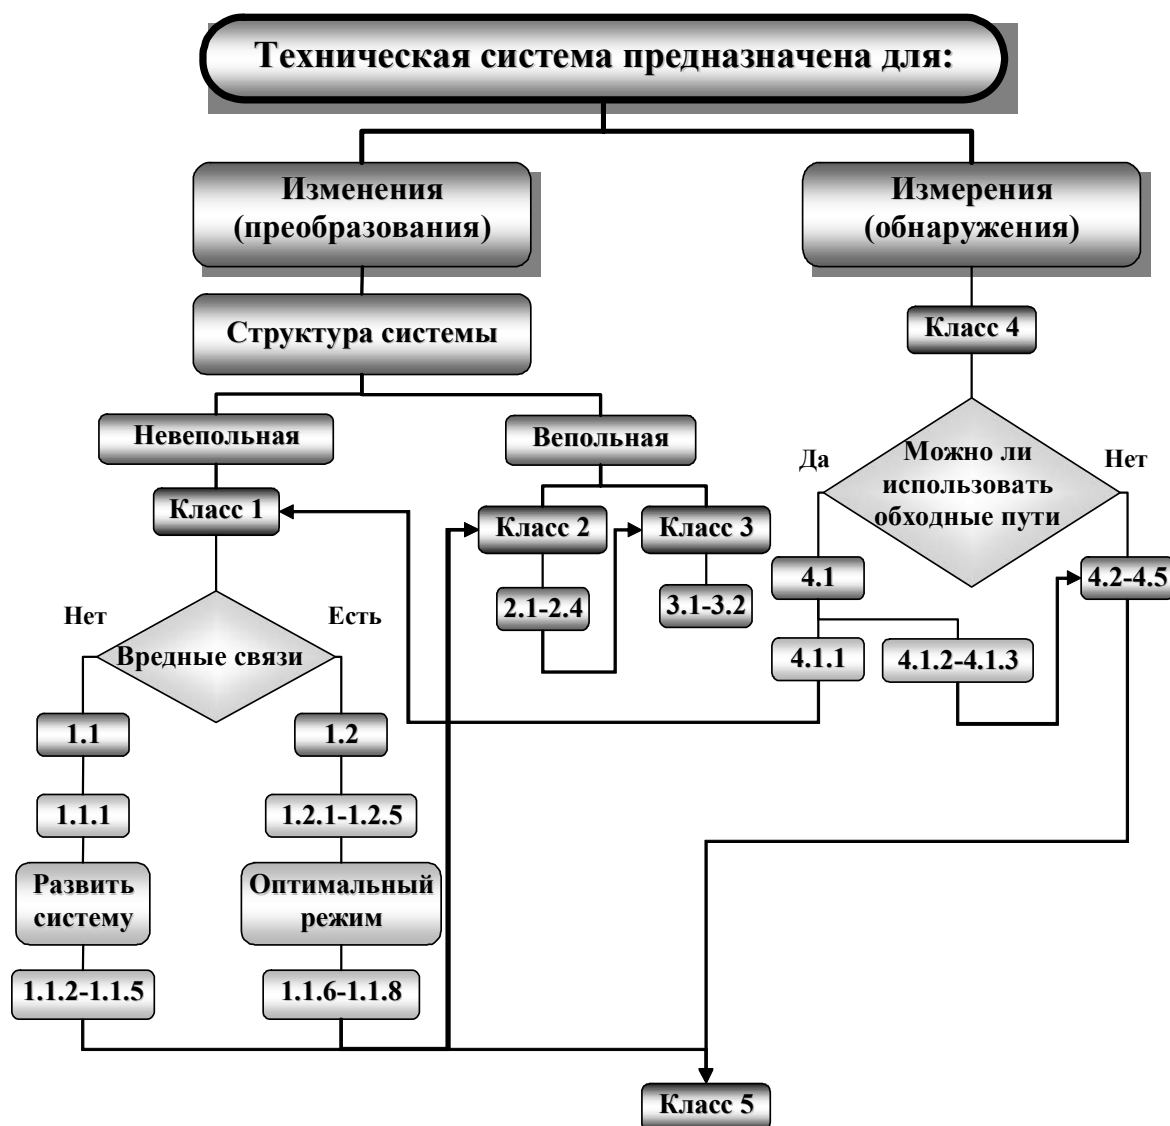 Техническая система предназначена для:
Изменения
(преобразования)
Измерения
(обнаружения)
Структура системы
Класс 4
Невепольная
Вепольная
Да
Можно ли
использовать
обходные пути
Нет
Класс 1
Класс 2
Класс 3
4.1
4.2-4.5
2.1-2.4
3.1-3.2
Нет
Есть
Вредные связи
4.1.1
4.1.2-4.1.3
1.1
1.2
1.1.1
1.2.1-1.2.5
Развить
систему
Оптимальный
режим
1.1.2-1.1.5
1.1.6-1.1.8
Класс 5